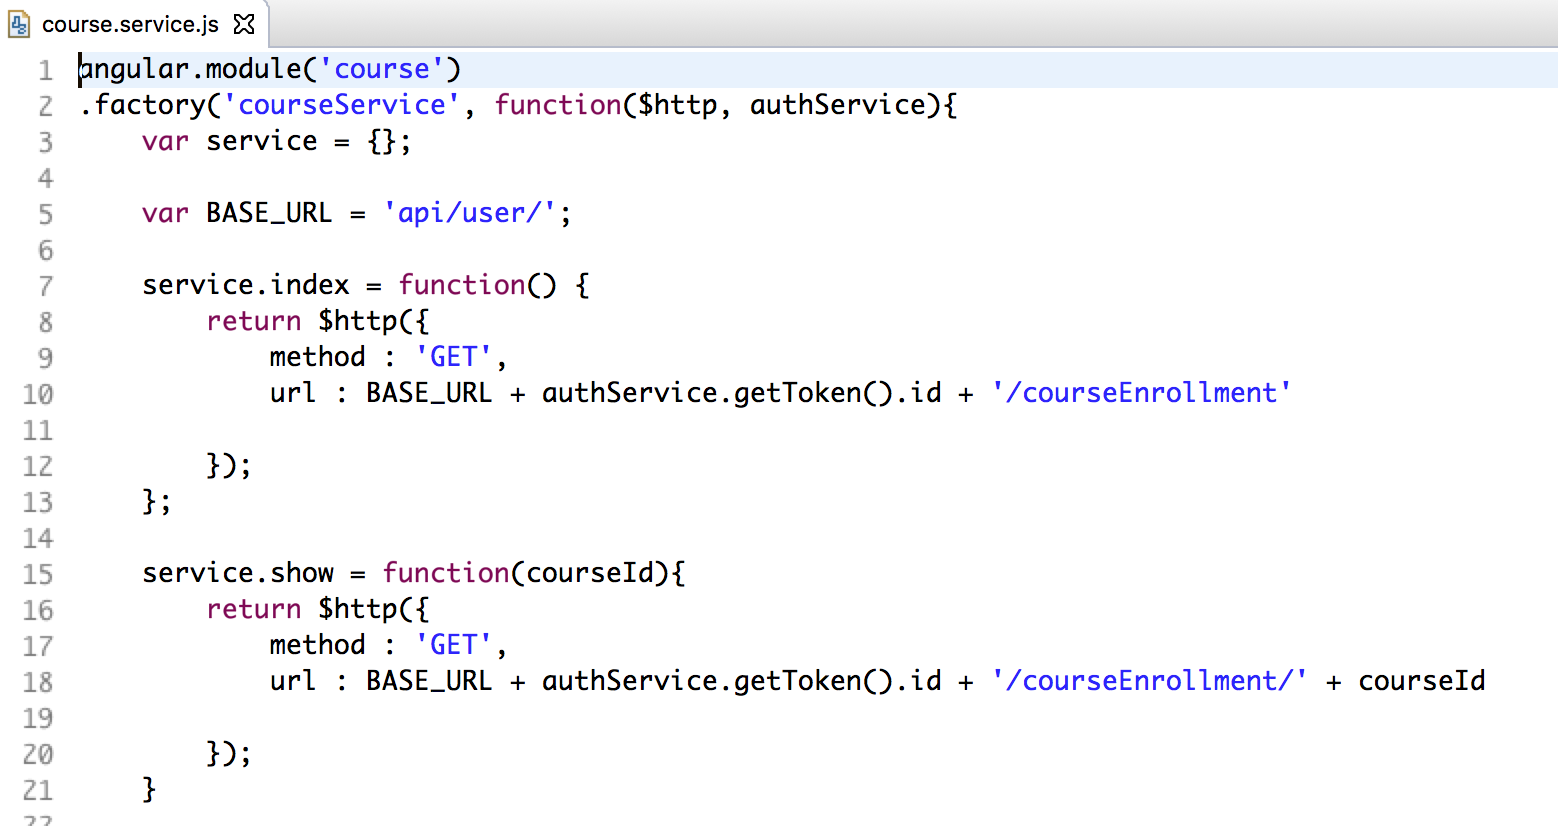 course.service.js
1 angular.module('course')
2 .factory('courseService', function($http, authService){
3     var service = {};
4
5     var BASE_URL = 'api/user/';
6
7     service.index = function() {
8         return $http({
9             method : 'GET',
10             url : BASE_URL + authService.getToken().id + '/courseEnrollment'
11
12         });
13     };
14
15     service.show = function(courseId){
16         return $http({
17             method : 'GET',
18             url : BASE_URL + authService.getToken().id + '/courseEnrollment/' + courseId
19
20         });
21     }
22